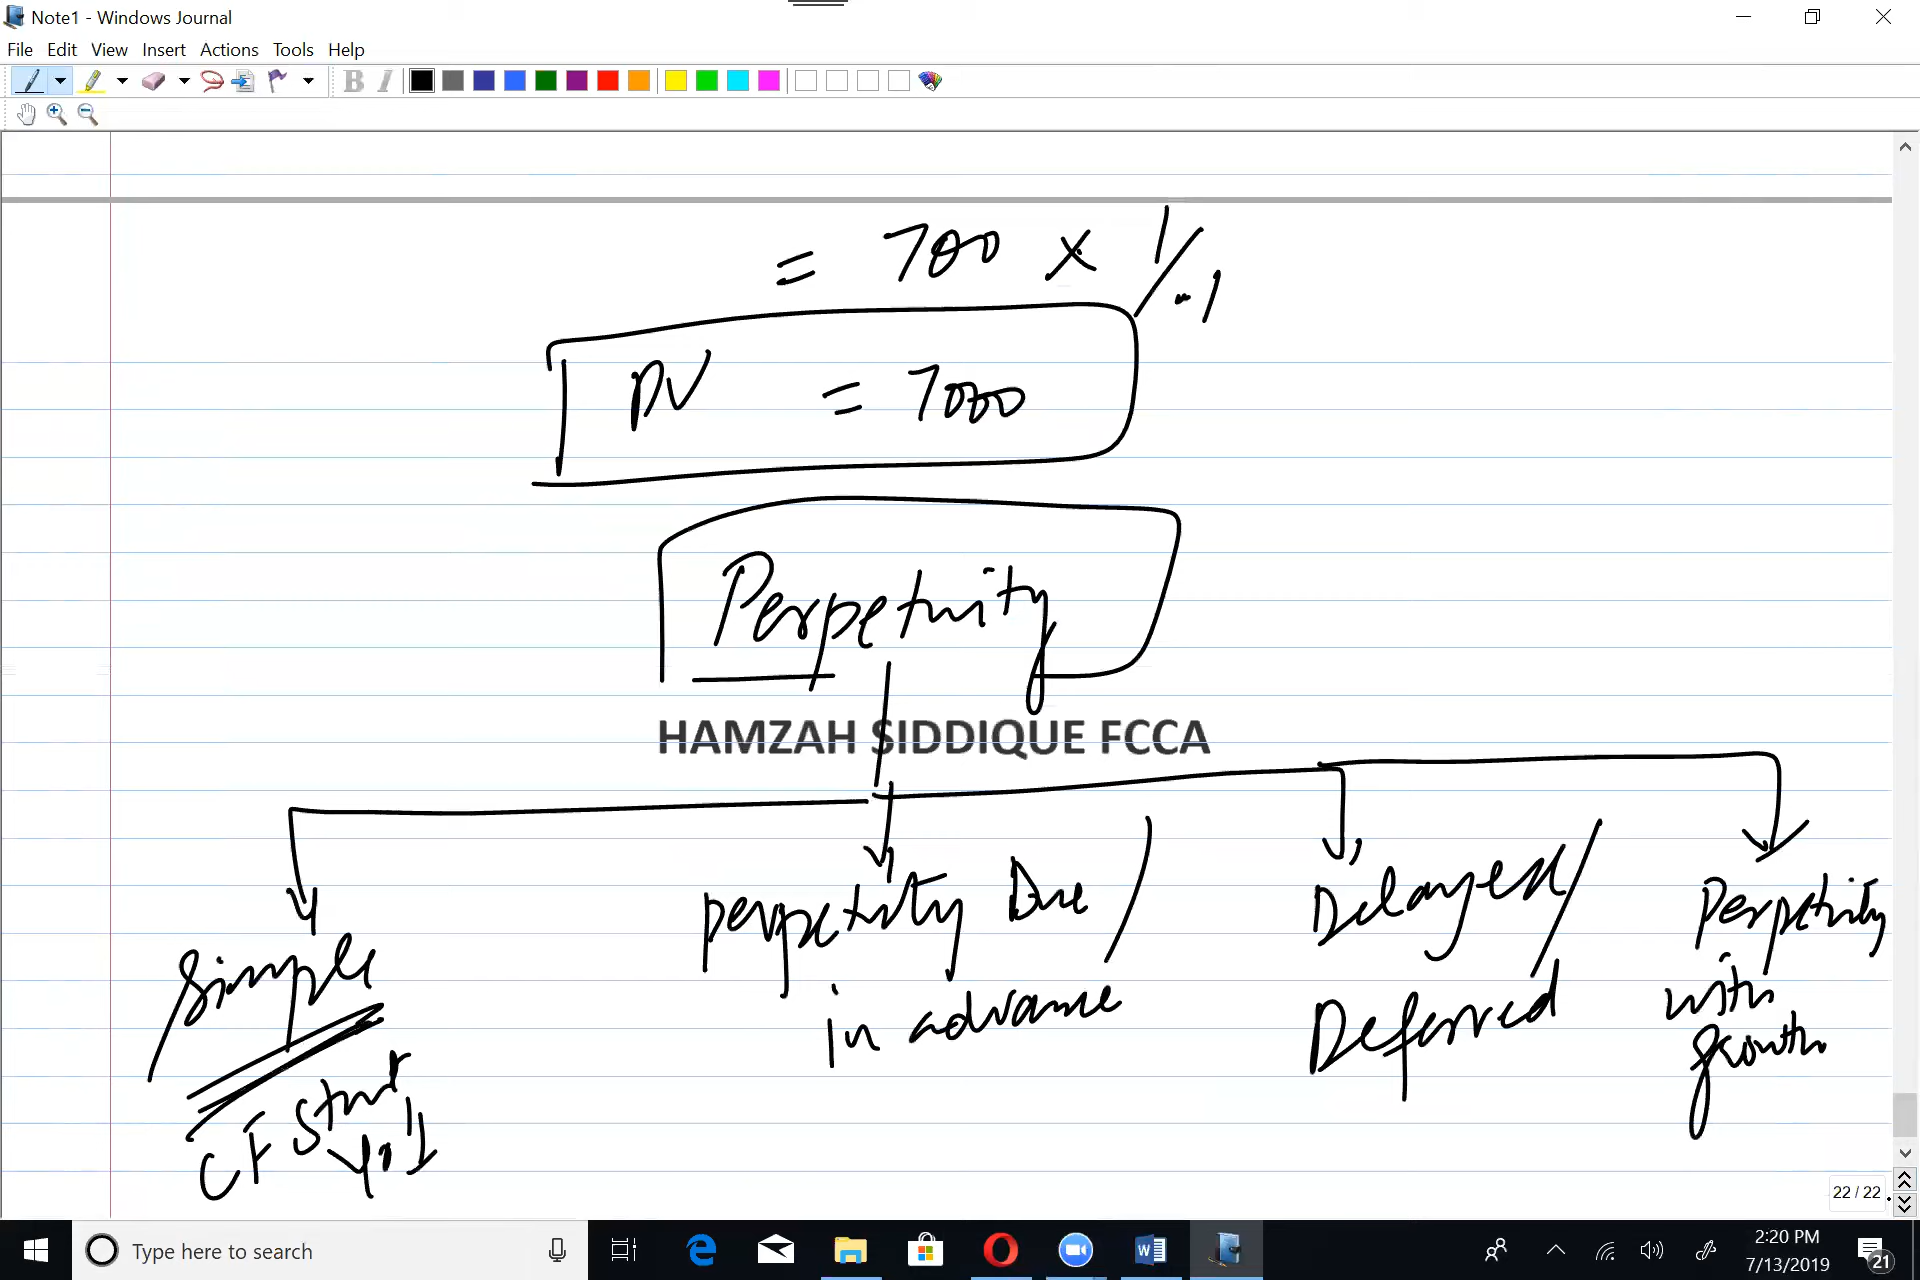 Note1 - Windows Journal
File Edit View Insert Actions Tools Help
B I
= 700 x 1/.1
PV = 7000
Perpetuity
HAMZAH SIDDIQUE FCCA
Simple
CF Start
Yr 1
perpetuity Due /
in advance
Delayed /
Deferred
Perpetuity
with
growth
22 / 22
Type here to search
2:20 PM
7/13/2019
21